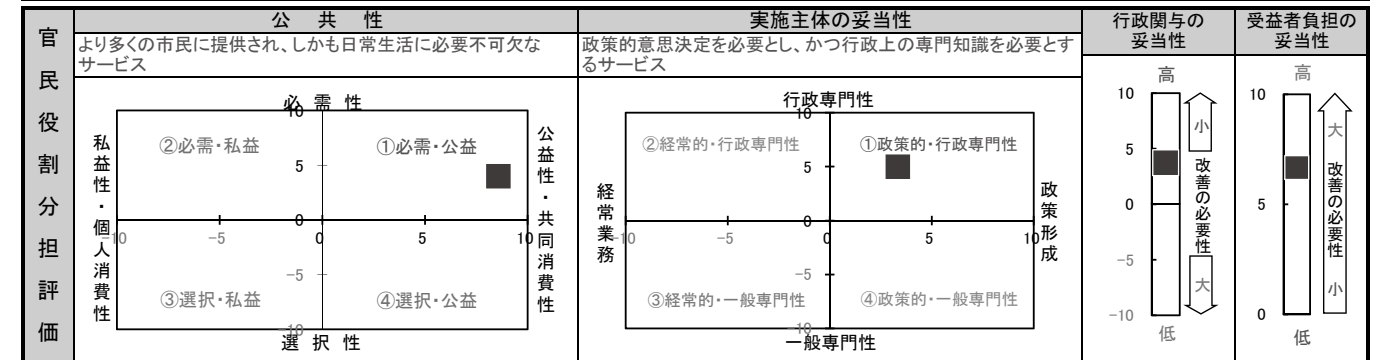 官民役割分担評価
公共性
より多くの市民に提供され、しかも日常生活に必要不可欠な
サービス
必需性
10
②必需・私益
①必需・公益
5
0
-10
-5
0
5
10
-5
③選択・私益
④選択・公益
-10
選択性
私益性・個人消費性
公益性・共同消費性
実施主体の妥当性
政策的意思決定を必要とし、かつ行政上の専門知識を必要とす
るサービス
行政専門性
10
②経常的・行政専門性
①政策的・行政専門性
5
0
-10
-5
0
5
10
-5
③経常的・一般専門性
④政策的・一般専門性
-10
一般専門性
経常業務
政策形成
行政関与の
妥当性
高
10
5
0
-5
-10
低
小
改善の必要性
大
受益者負担の
妥当性
高
10
5
0
低
大
改善の必要性
小